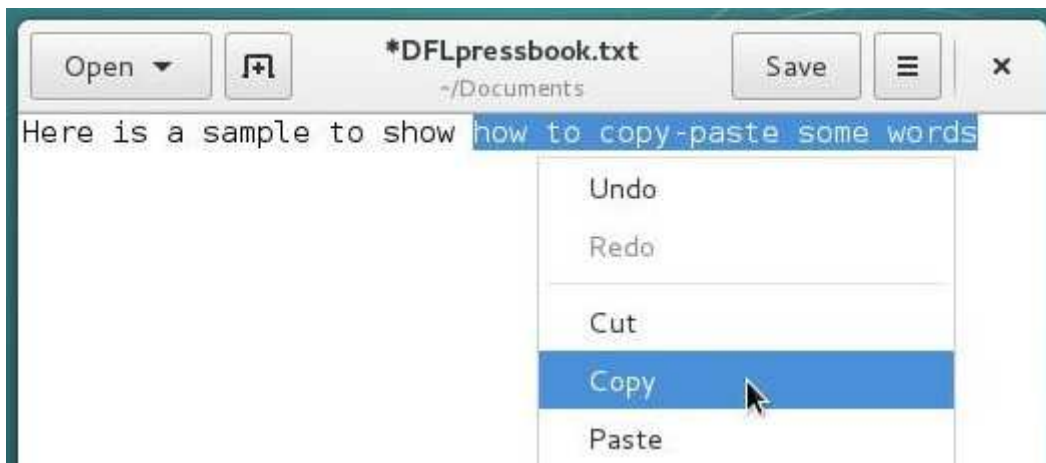 Open
*DFLpressbook.txt
~/Documents
Save
Here is a sample to show how to copy-paste some words
Undo
Redo
Cut
Copy
Paste